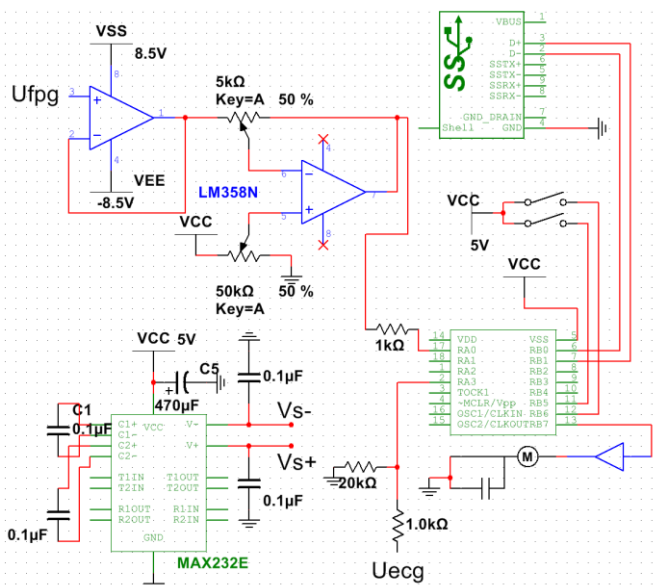 VSS
8.5V
Ufpg
3
2
8
1
4
VEE
-8.5V
5kΩ
Key=A
50 %
LM358N
6
5
4
7
8
VCC
50kΩ
Key=A
50 %
SS
VBUS 1
D+ 3
D- 2
SSTX+ 6
SSTX- 5
SSRX+ 9
SSRX- 8
GND_DRAIN 7
GND 4
Shell
VCC
5V
VCC
1kΩ
14 VDD VSS 5
17 RA0 RB0 6
18 RA1 RB1 7
1 RA2 RB2 8
2 RA3 RB3 9
3 TOCK1 RB4 10
4 ~MCLR/Vpp RB5 11
16 OSC1/CLKIN RB6 12
15 OSC2/CLKOUT RB7 13
M
20kΩ
1.0kΩ
Uecg
VCC 5V
C5
470µF
+
0.1µF
Vs-
Vs+
0.1µF
C1
0.1µF
0.1µF
C1+ VCC V-
C1-
C2+ V+
C2-
T1IN T1OUT
T2IN T2OUT
R1OUT R1IN
R2OUT R2IN
GND
MAX232E